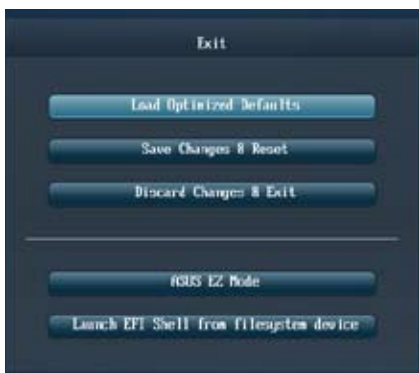 Exit
Load Optimized Defaults
Save Changes & Reset
Discard Changes & Exit
ASUS EZ Mode
Launch EFI Shell from filesystem device